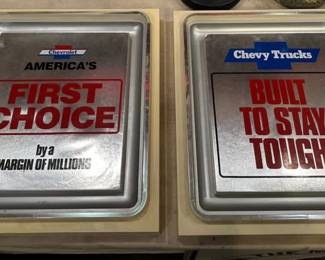 Chevrolet
AMERICA'S
FIRST
CHOICE
by a
MARGIN OF MILLIONS
Chevy Trucks
BUILT
TO STAY
TOUGH